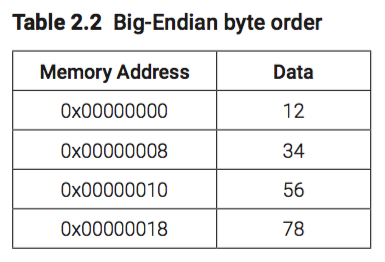 Table 2.2 Big-Endian byte order
Memory Address Data
0x00000000 12
0x00000008 34
0x00000010 56
0x00000018 78